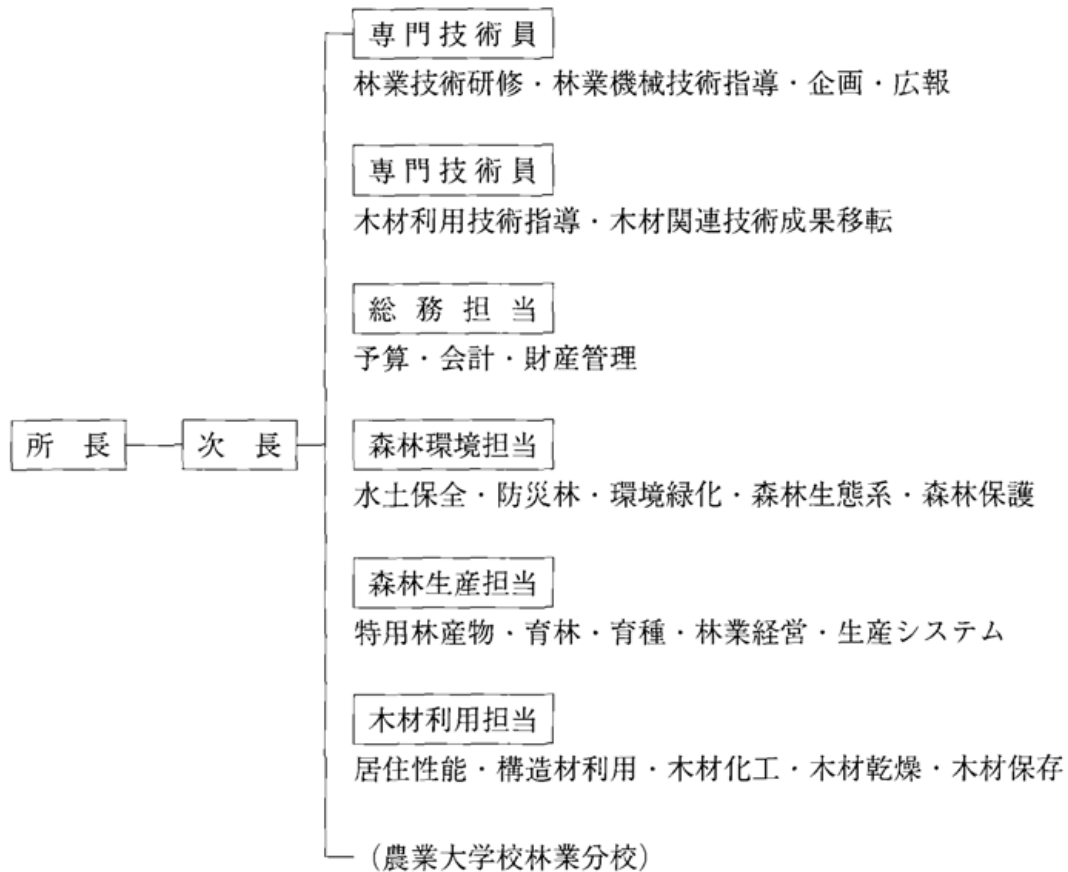 専門技術員
林業技術研修・林業機械技術指導・企画・広報
専門技術員
木材利用技術指導・木材関連技術成果移転
総務担当
予算・会計・財産管理
所長
次長
森林環境担当
水土保全・防災林・環境緑化・森林生態系・森林保護
森林生産担当
特用林産物・育林・育種・林業経営・生産システム
木材利用担当
居住性能・構造材利用・木材化工・木材乾燥・木材保存
（農業大学校林業分校）